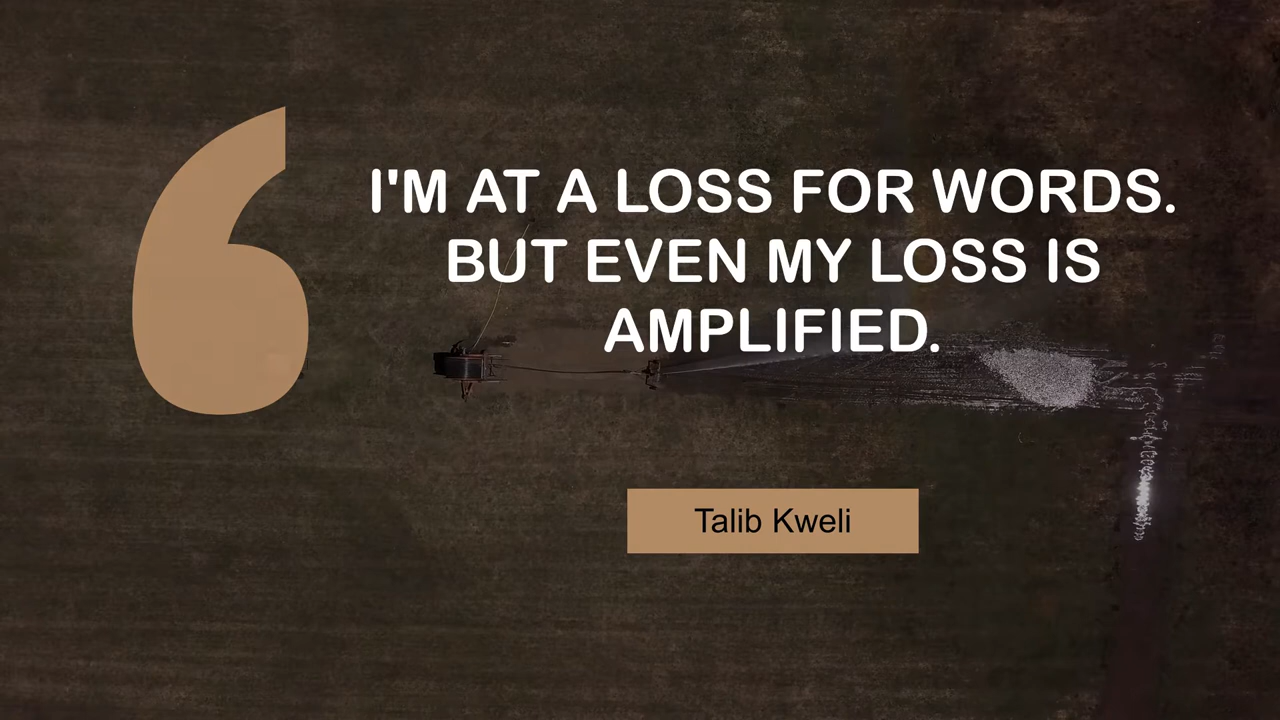 I'M AT A LOSS FOR WORDS.
BUT EVEN MY LOSS IS
AMPLIFIED.
Talib Kweli